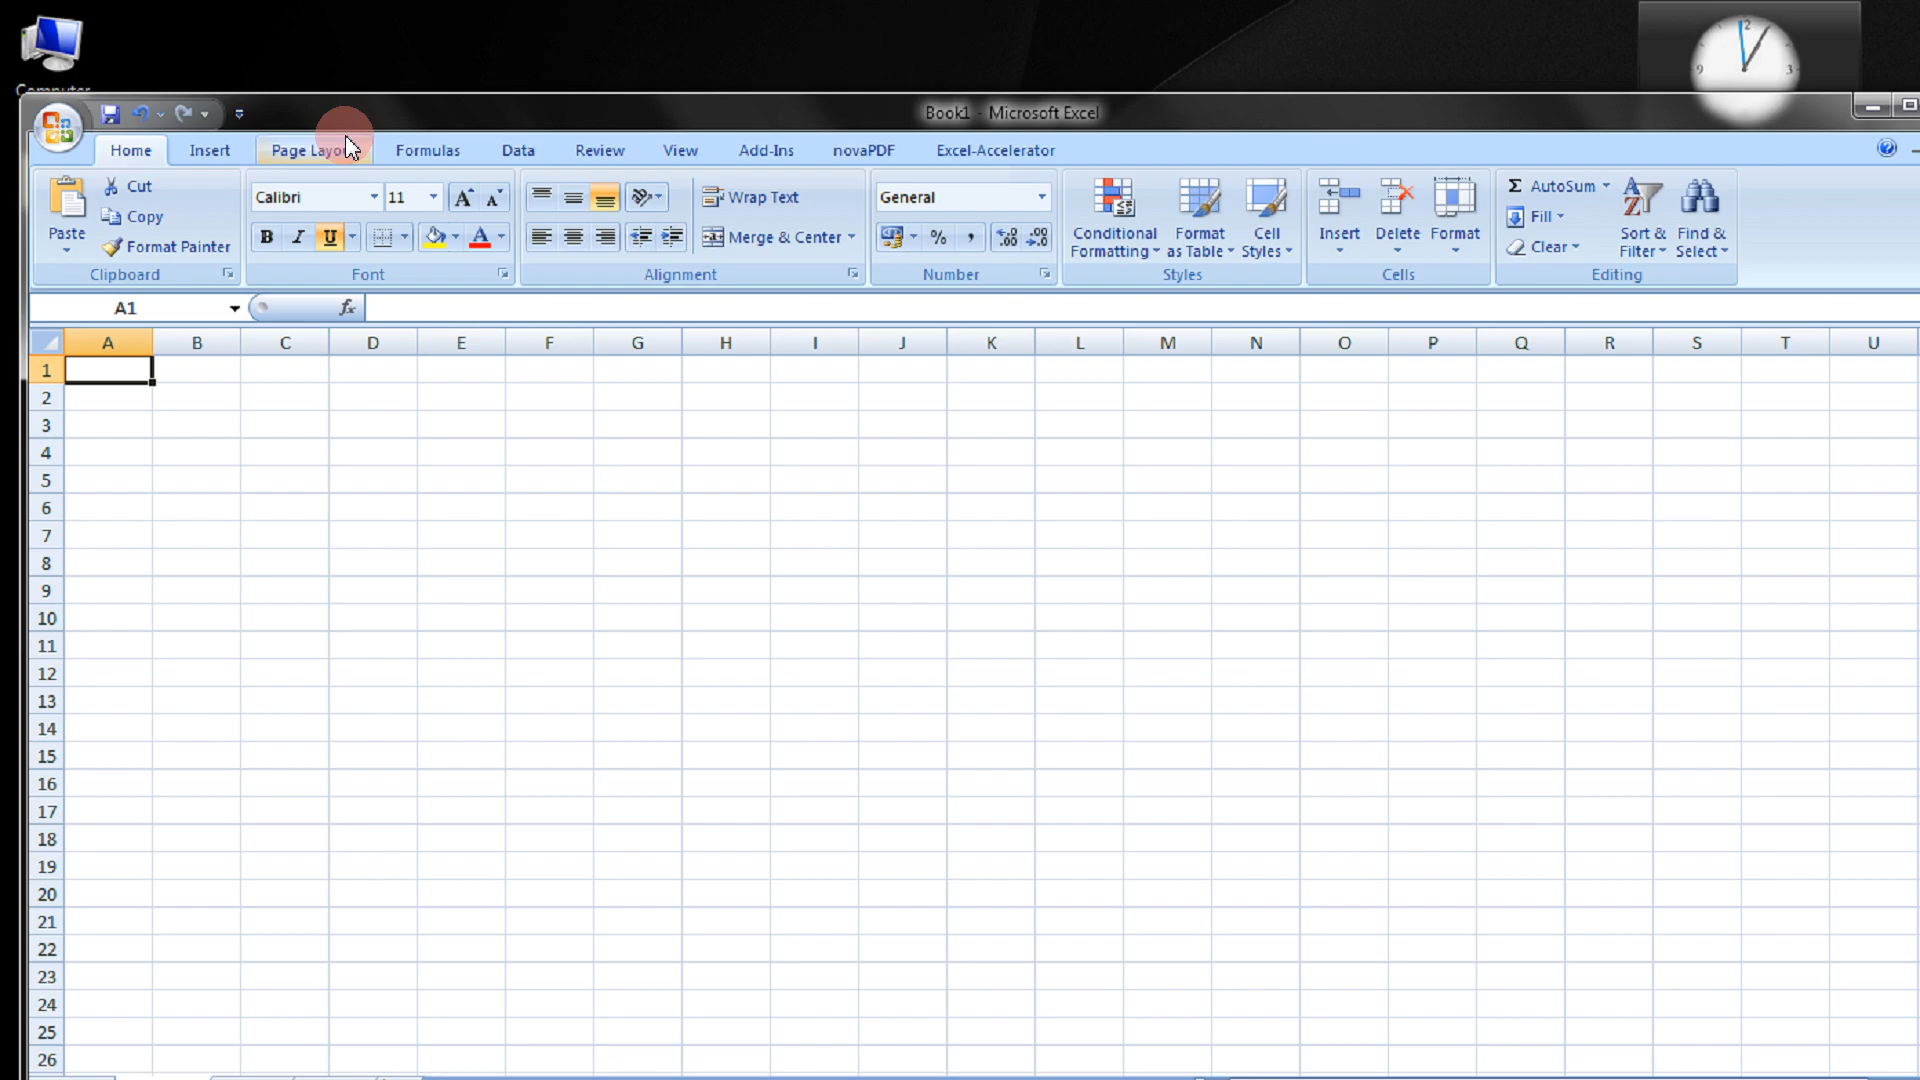 Computer
Book1 - Microsoft Excel
Home Insert Page Layout Formulas Data Review View Add-Ins novaPDF Excel-Accelerator
Paste Cut Copy Format Painter
Clipboard
Calibri 11
B I U A
Font
Wrap Text
Merge & Center
Alignment
General
% ,
Number
Conditional Formatting Format as Table Cell Styles
Styles
Insert Delete Format
Cells
Σ AutoSum
Fill
Clear
Sort & Filter Find & Select
Editing
A1 fx
A B C D E F G H I J K L M N O P Q R S T U
1
2
3
4
5
6
7
8
9
10
11
12
13
14
15
16
17
18
19
20
21
22
23
24
25
26